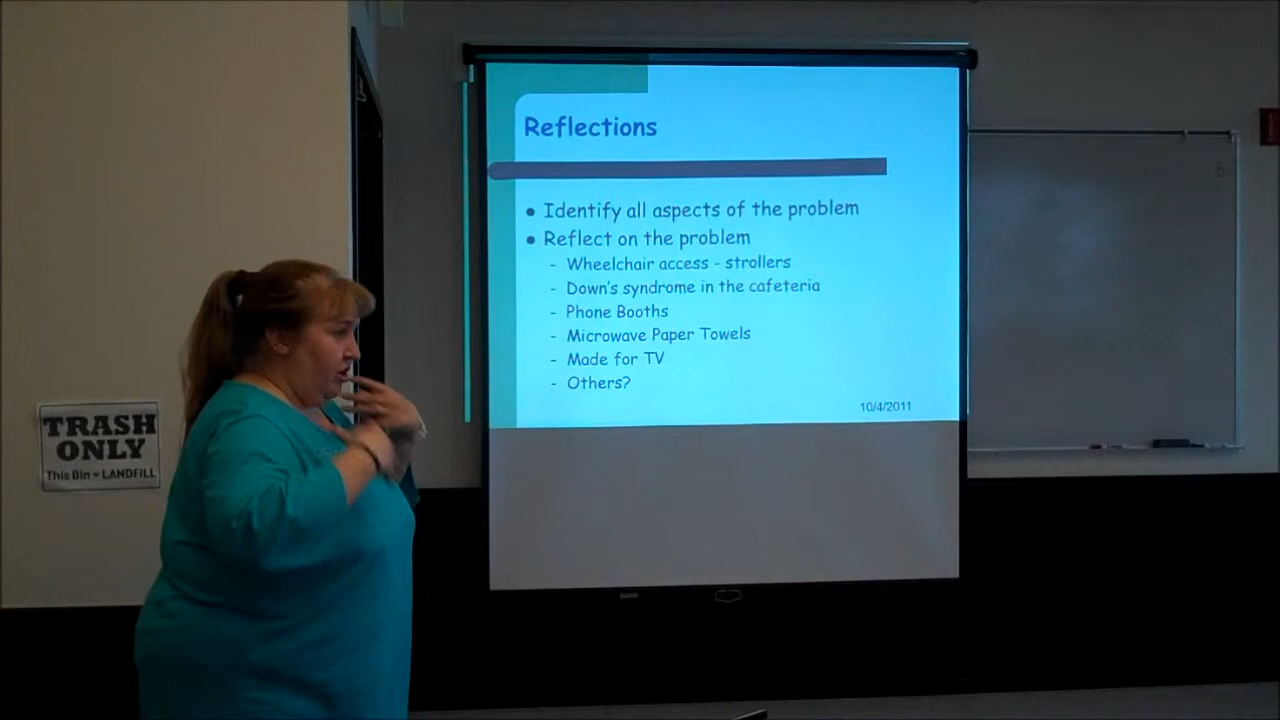 Reflections
● Identify all aspects of the problem
● Reflect on the problem
- Wheelchair access - strollers
- Down's syndrome in the cafeteria
- Phone Booths
- Microwave Paper Towels
- Made for TV
- Others?
10/4/2011
TRASH
ONLY
This Bin = LANDFILL